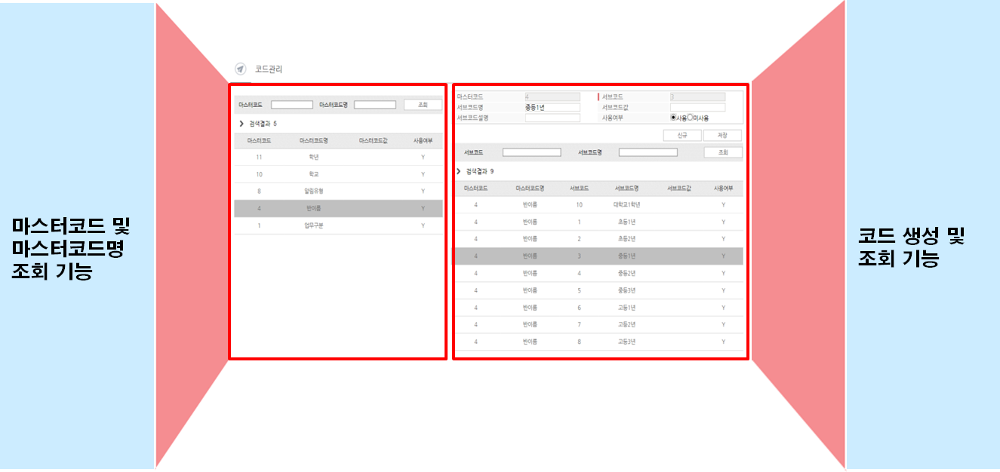 마스터코드 및
마스터코드명
조회 기능
코드관리
마스터코드 마스터코드명 조회
검색결과 5
마스터코드 마스터코드명 마스터코드값 사용여부
11 학년 Y
10 학교 Y
8 알림유형 Y
4 반이름 Y
1 업무구분 Y
마스터코드 4 서브코드 3
서브코드명 중등1년 서브코드값
서브코드설명 사용여부 사용 미사용
신규 저장
서브코드 서브코드명 조회
검색결과 9
마스터코드 마스터코드명 서브코드 서브코드명 서브코드값 사용여부
4 반이름 10 대학교1학년 Y
4 반이름 1 초등1년 Y
4 반이름 2 초등2년 Y
4 반이름 3 중등1년 Y
4 반이름 4 중등2년 Y
4 반이름 5 중등3년 Y
4 반이름 6 고등1년 Y
4 반이름 7 고등2년 Y
4 반이름 8 고등3년 Y
코드 생성 및
조회 기능